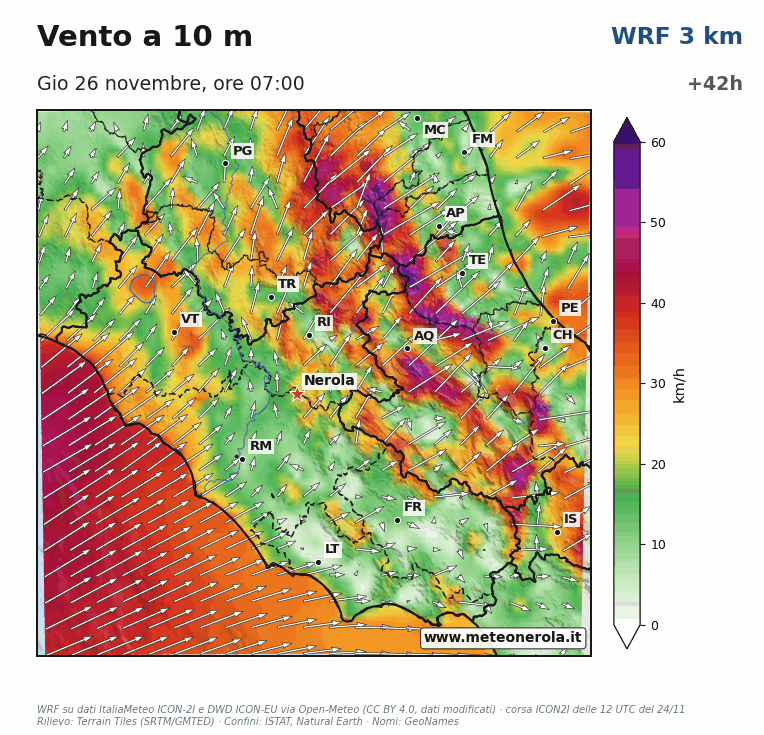 Vento a 10 m
WRF 3 km
Gio 26 novembre, ore 07:00
+42h
MC
FM
PG
AP
TE
TR
PE
VT
RI
AQ
CH
Nerola
RM
FR
IS
LT
www.meteonerola.it
60
50
40
30
20
10
0
km/h
WRF su dati ItaliaMeteo ICON-2I e DWD ICON-EU via Open-Meteo (CC BY 4.0, dati modificati) · corsa ICON2I delle 12 UTC del 24/11
Rilievo: Terrain Tiles (SRTM/GMTED) · Confini: ISTAT, Natural Earth · Nomi: GeoNames